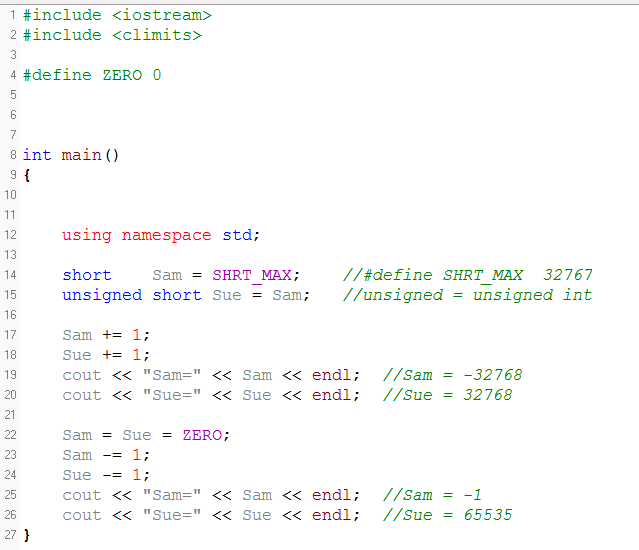 1 #include <iostream>
2 #include <climits>
3
4 #define ZERO 0
5
6
7
8 int main()
9 {
10
11
12     using namespace std;
13
14     short    Sam = SHRT_MAX;    //#define SHRT_MAX  32767
15     unsigned short Sue = Sam;   //unsigned = unsigned int
16
17     Sam += 1;
18     Sue += 1;
19     cout << "Sam=" << Sam << endl;  //Sam = -32768
20     cout << "Sue=" << Sue << endl;  //Sue = 32768
21
22     Sam = Sue = ZERO;
23     Sam -= 1;
24     Sue -= 1;
25     cout << "Sam=" << Sam << endl;  //Sam = -1
26     cout << "Sue=" << Sue << endl;  //Sue = 65535
27 }